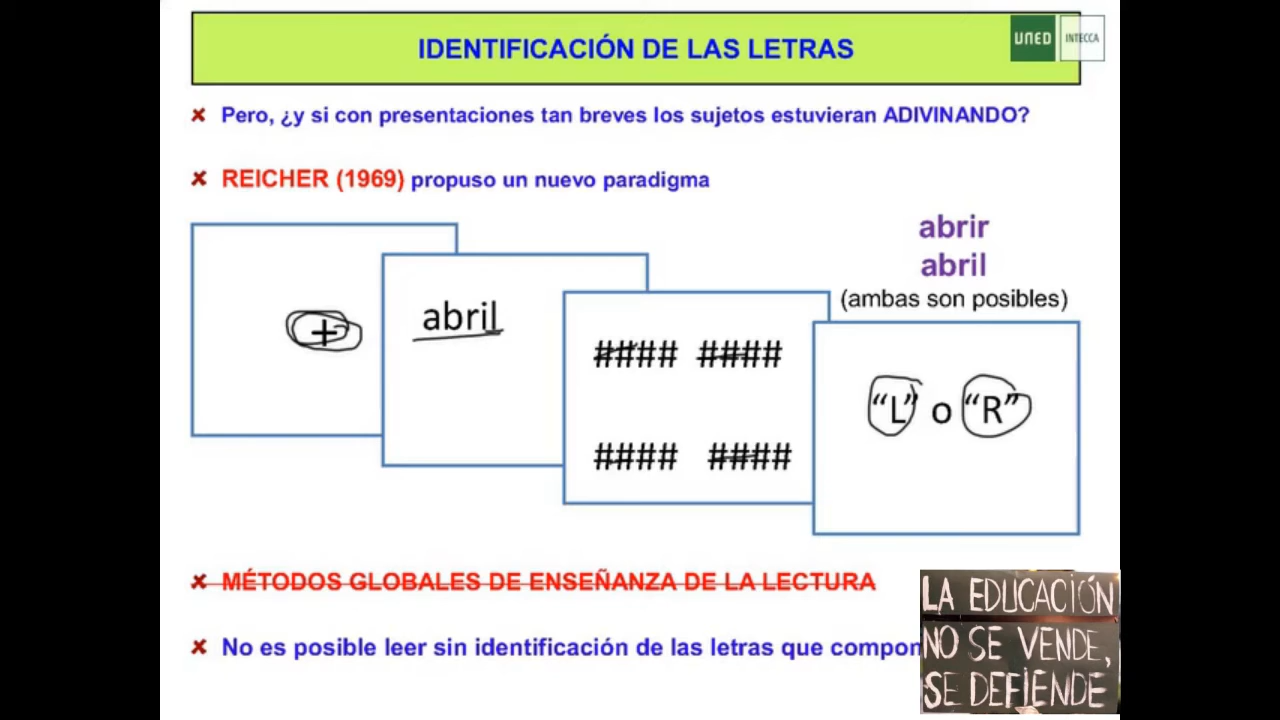 IDENTIFICACIÓN DE LAS LETRAS
UNED
INTECCA
Pero, ¿y si con presentaciones tan breves los sujetos estuvieran ADIVINANDO?
REICHER (1969) propuso un nuevo paradigma
abrir
abril
(ambas son posibles)
+
abril
#### ####
#### ####
“L” o “R”
MÉTODOS GLOBALES DE ENSEÑANZA DE LA LECTURA
No es posible leer sin identificación de las letras que
LA EDUCACIÓN
NO SE VENDE,
SE DEFIENDE